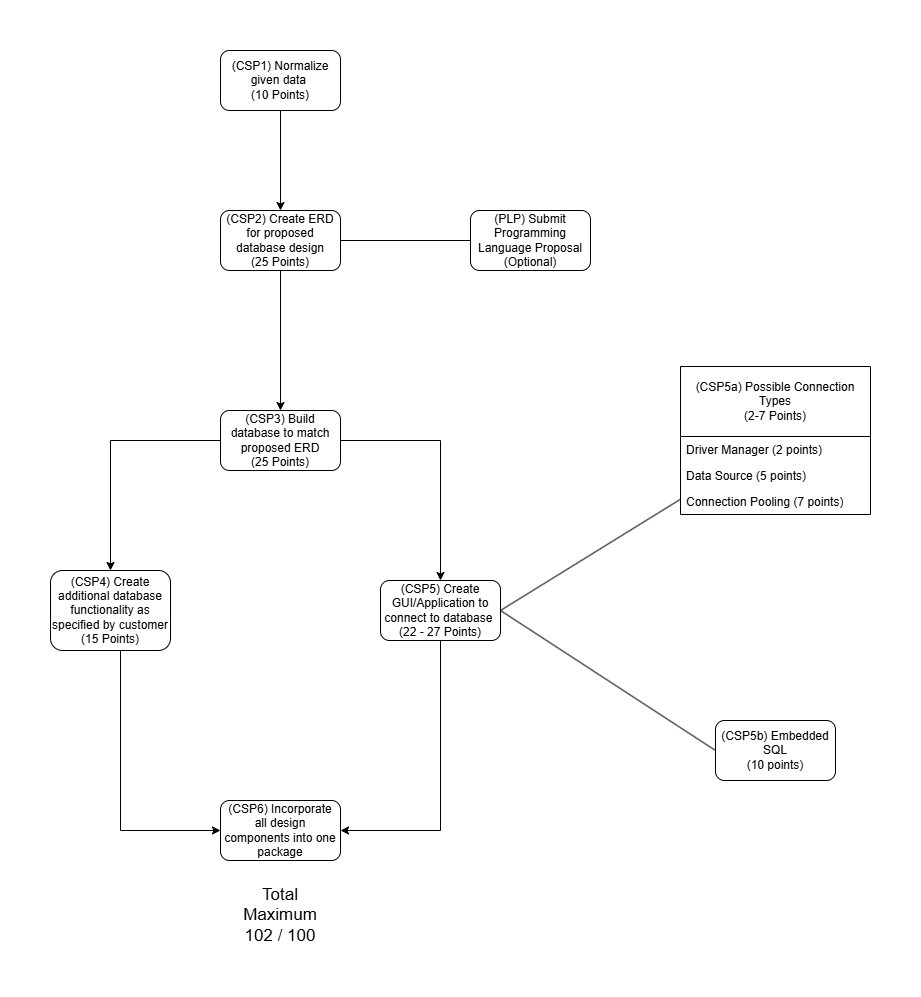 (CSP1) Normalize
given data
(10 Points)
(CSP2) Create ERD
for proposed
database design
(25 Points)
(PLP) Submit
Programming
Language Proposal
(Optional)
(CSP3) Build
database to match
proposed ERD
(25 Points)
(CSP5a) Possible Connection
Types
(2-7 Points)
Driver Manager (2 points)
Data Source (5 points)
Connection Pooling (7 points)
(CSP4) Create
additional database
functionality as
specified by customer
(15 Points)
(CSP5) Create
GUI/Application to
connect to database
(22 - 27 Points)
(CSP5b) Embedded
SQL
(10 points)
(CSP6) Incorporate
all design
components into one
package
Total
Maximum
102 / 100